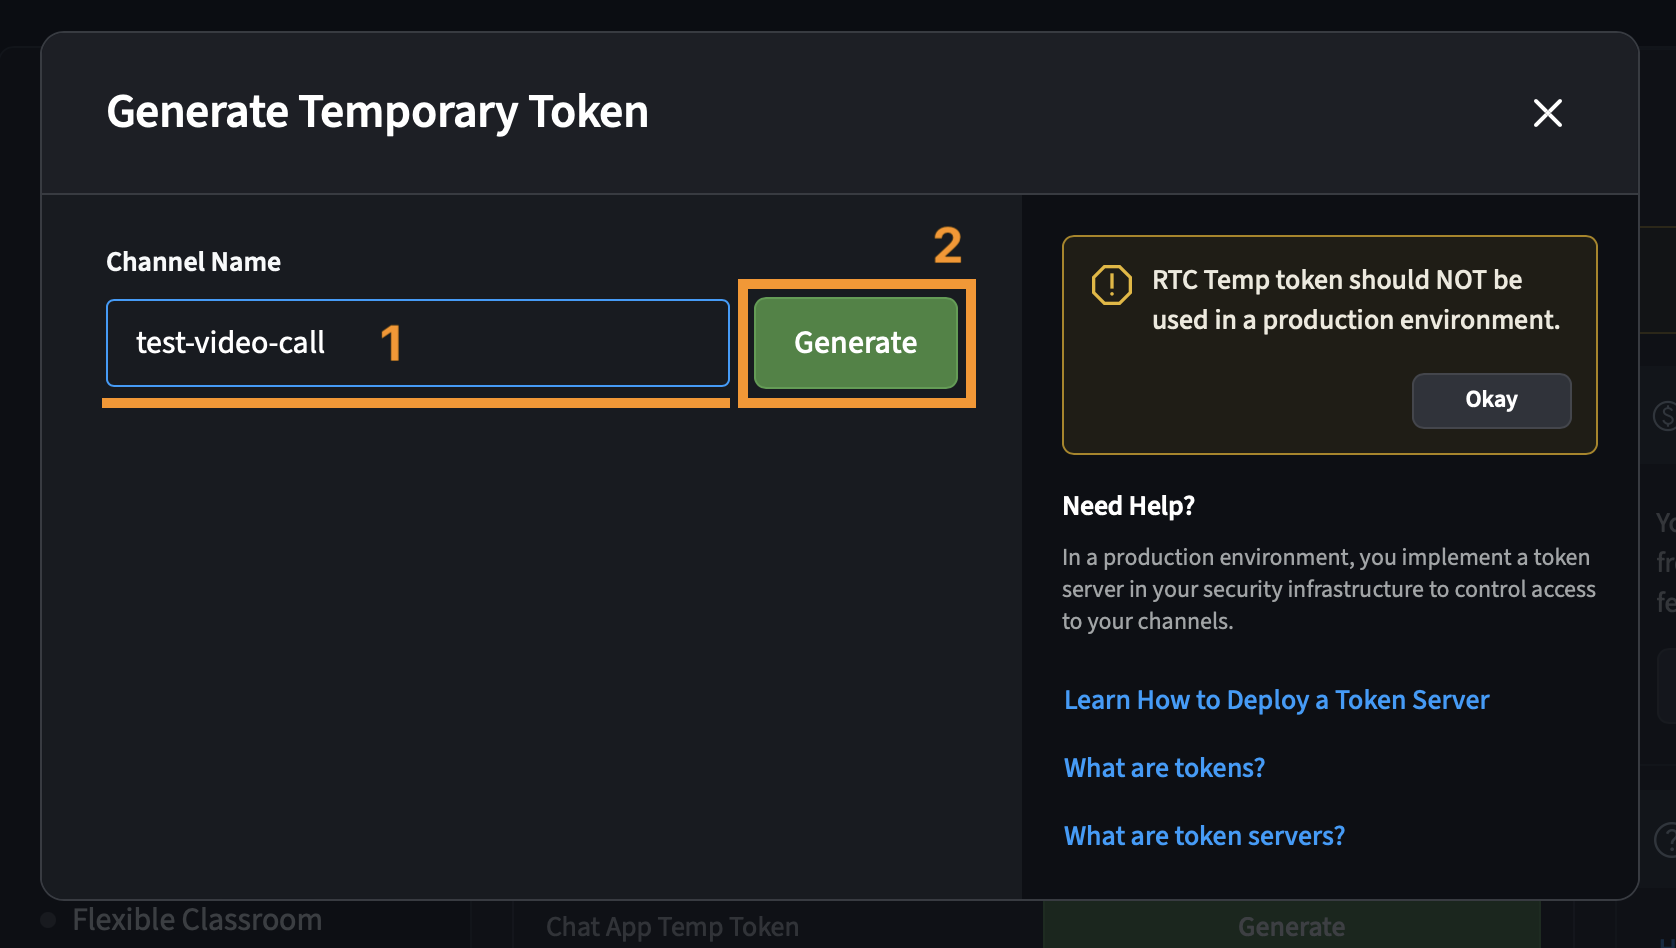 Generate Temporary Token
Channel Name
2
test-video-call
1
Generate
RTC Temp token should NOT be
used in a production environment.
Okay
Need Help?
In a production environment, you implement a token
server in your security infrastructure to control access
to your channels.
Learn How to Deploy a Token Server
What are tokens?
What are token servers?
Flexible Classroom
Chat App Temp Token
Generate